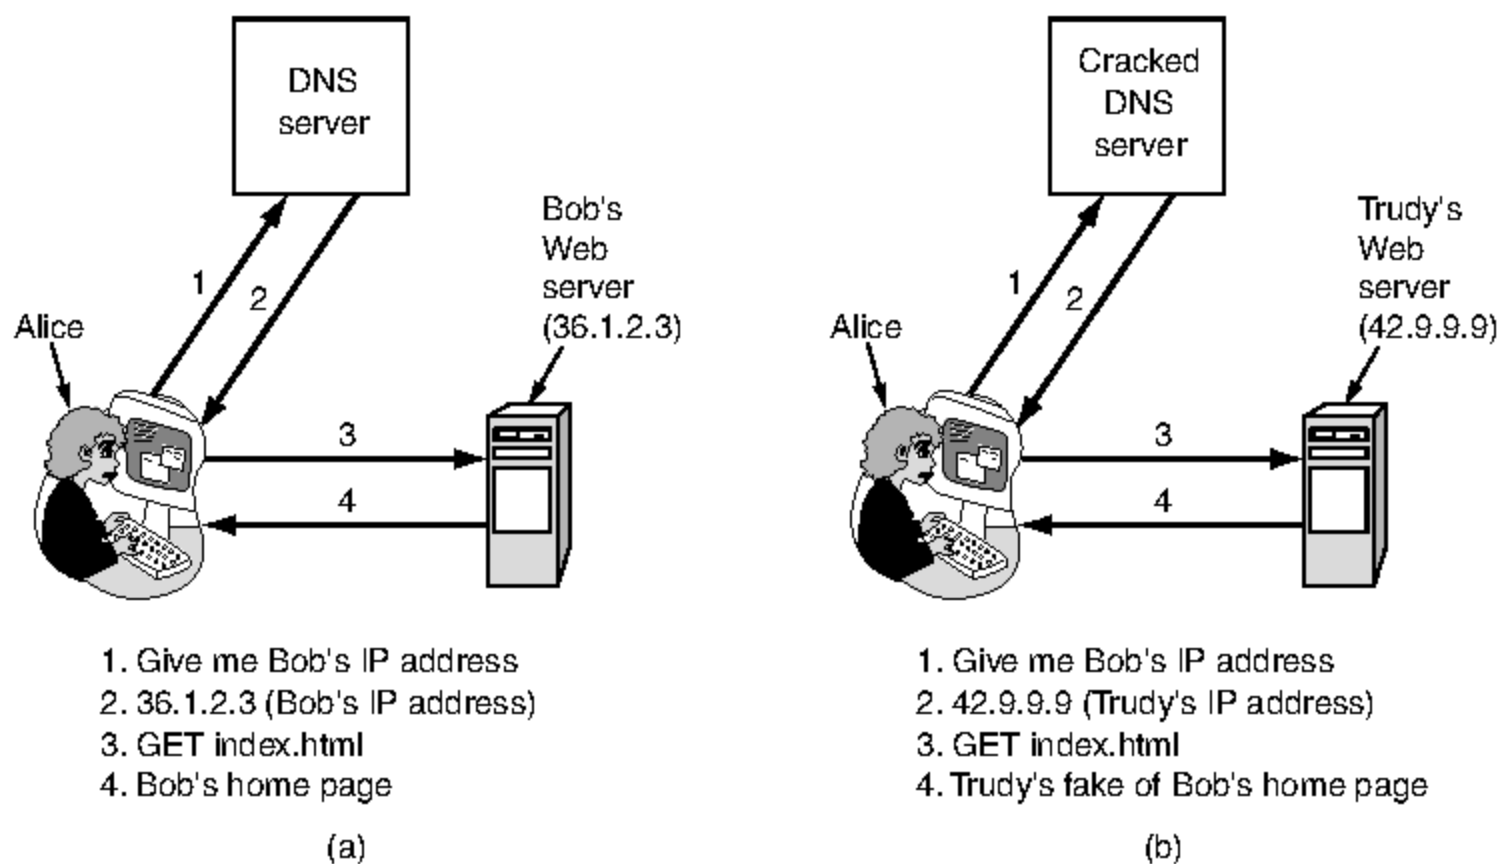 DNS
server
Bob's
Web
server
(36.1.2.3)
Alice
1
2
3
4
1. Give me Bob's IP address
2. 36.1.2.3 (Bob's IP address)
3. GET index.html
4. Bob's home page
(a)
Cracked
DNS
server
Trudy's
Web
server
(42.9.9.9)
Alice
1
2
3
4
1. Give me Bob's IP address
2. 42.9.9.9 (Trudy's IP address)
3. GET index.html
4. Trudy's fake of Bob's home page
(b)